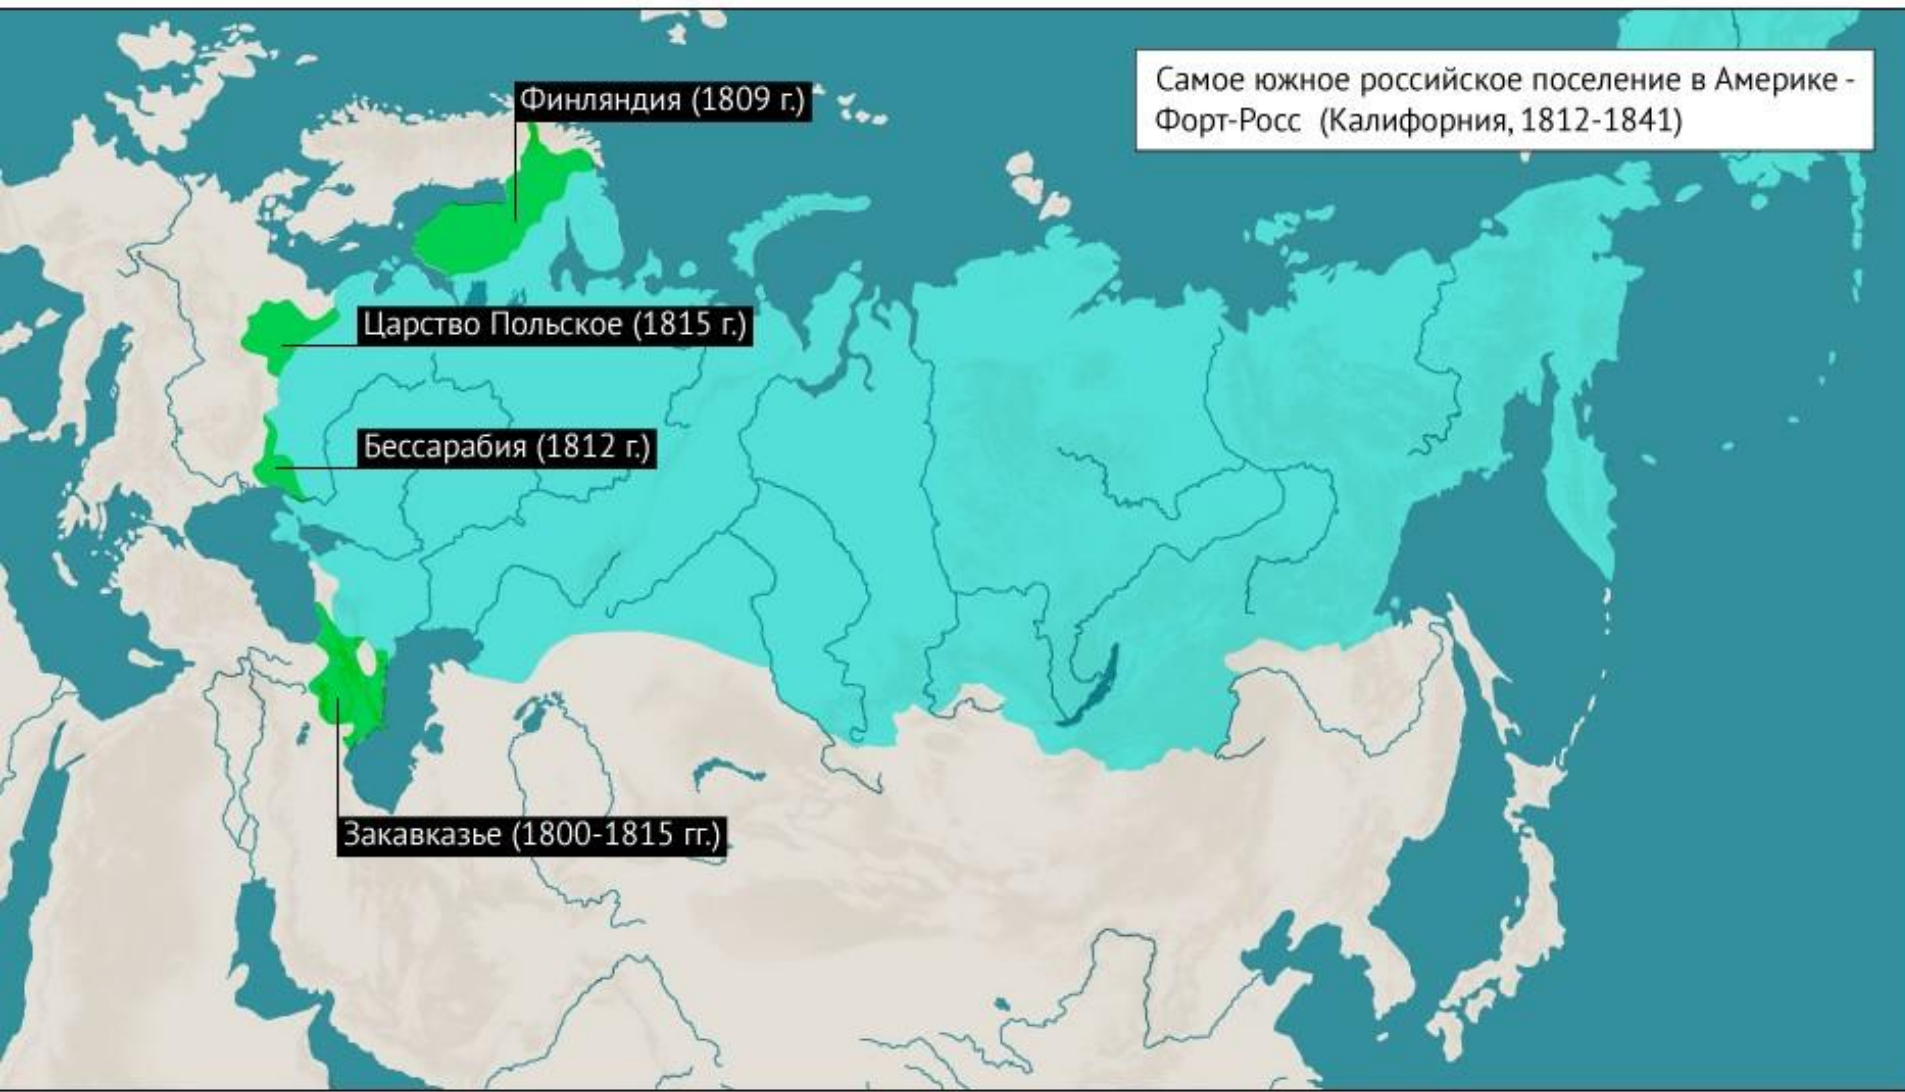 Финляндия (1809 г.)
Самое южное российское поселение в Америке -
Форт-Росс (Калифорния, 1812-1841)
Царство Польское (1815 г.)
Бессарабия (1812 г.)
Закавказье (1800-1815 гг.)